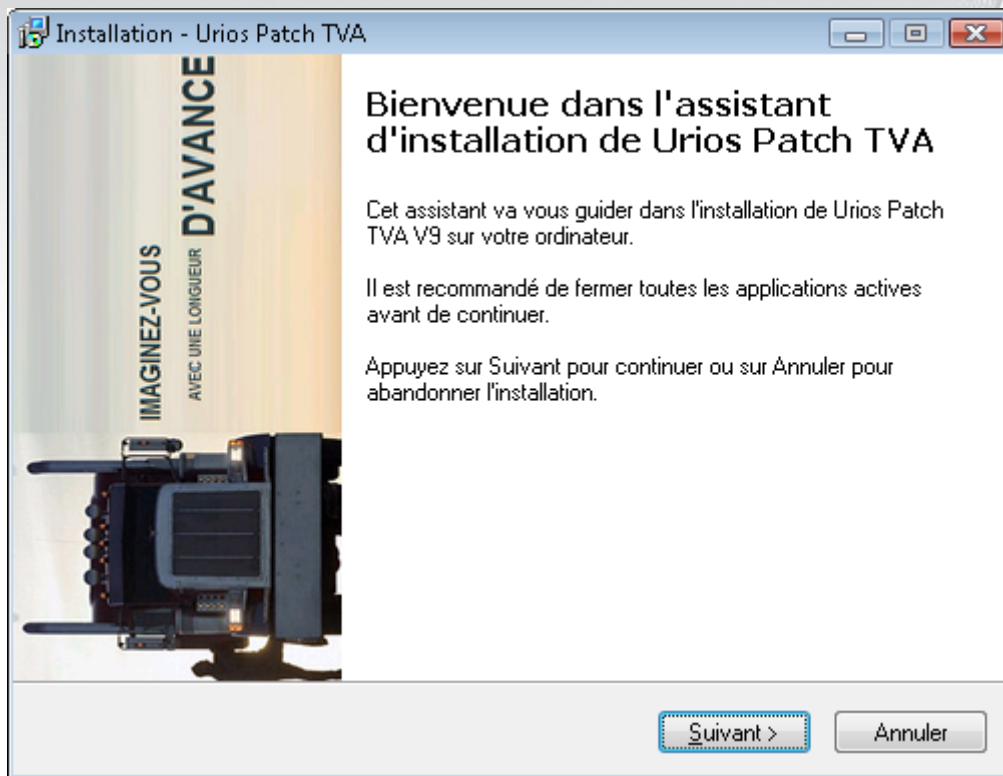 Installation - Urios Patch TVA
IMAGINEZ-VOUS
AVEC UNE LONGUEUR D'AVANCE
Bienvenue dans l'assistant
d'installation de Urios Patch TVA
Cet assistant va vous guider dans l'installation de Urios Patch
TVA V9 sur votre ordinateur.
Il est recommandé de fermer toutes les applications actives
avant de continuer.
Appuyez sur Suivant pour continuer ou sur Annuler pour
abandonner l'installation.
Suivant >
Annuler